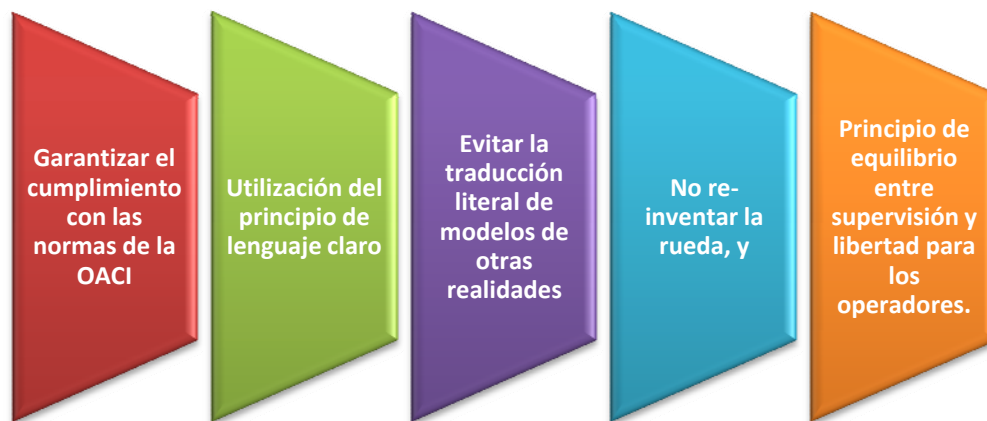 Garantizar el
cumplimiento
con las
normas de la
OACI
Utilización del
principio de
lenguaje claro
Evitar la
traducción
literal de
modelos de
otras
realidades
No re-
inventar la
rueda, y
Principio de
equilibrio
entre
supervisión y
libertad para
los
operadores.